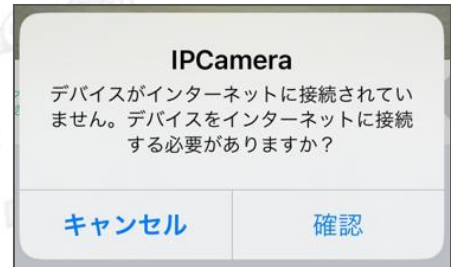 IPCamera
デバイスがインターネットに接続されてい
ません。デバイスをインターネットに接続
する必要がありますか？
キャンセル
確認